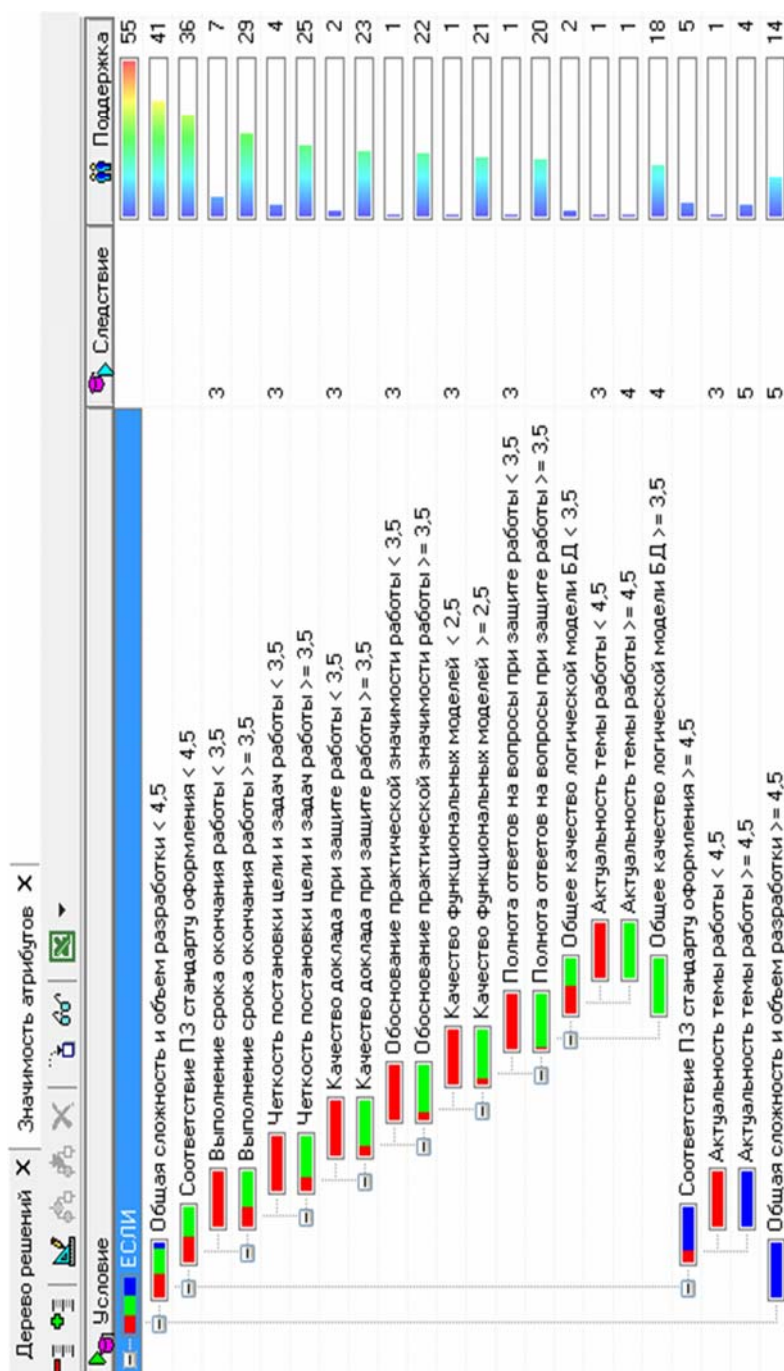 Дерево решений X Значимость атрибутов X
Условие Следствие Поддержка
ЕСЛИ 55
Общая сложность и объем разработки < 4,5 41
Соответствие ПЗ стандарту оформления < 4,5 36
Выполнение срока окончания работы < 3,5 3 7
Выполнение срока окончания работы >= 3,5 29
Четкость постановки цели и задач работы < 3,5 3 4
Четкость постановки цели и задач работы >= 3,5 25
Качество доклада при защите работы < 3,5 3 2
Качество доклада при защите работы >= 3,5 23
Обоснование практической значимости работы < 3,5 3 1
Обоснование практической значимости работы >= 3,5 22
Качество функциональных моделей < 2,5 3 1
Качество функциональных моделей >= 2,5 21
Полнота ответов на вопросы при защите работы < 3,5 3 1
Полнота ответов на вопросы при защите работы >= 3,5 20
Общее качество логической модели БД < 3,5 2
Актуальность темы работы < 4,5 3 1
Актуальность темы работы >= 4,5 4 1
Общее качество логической модели БД >= 3,5 4 18
Соответствие ПЗ стандарту оформления >= 4,5 5
Актуальность темы работы < 4,5 3 1
Актуальность темы работы >= 4,5 5 4
Общая сложность и объем разработки >= 4,5 5 14